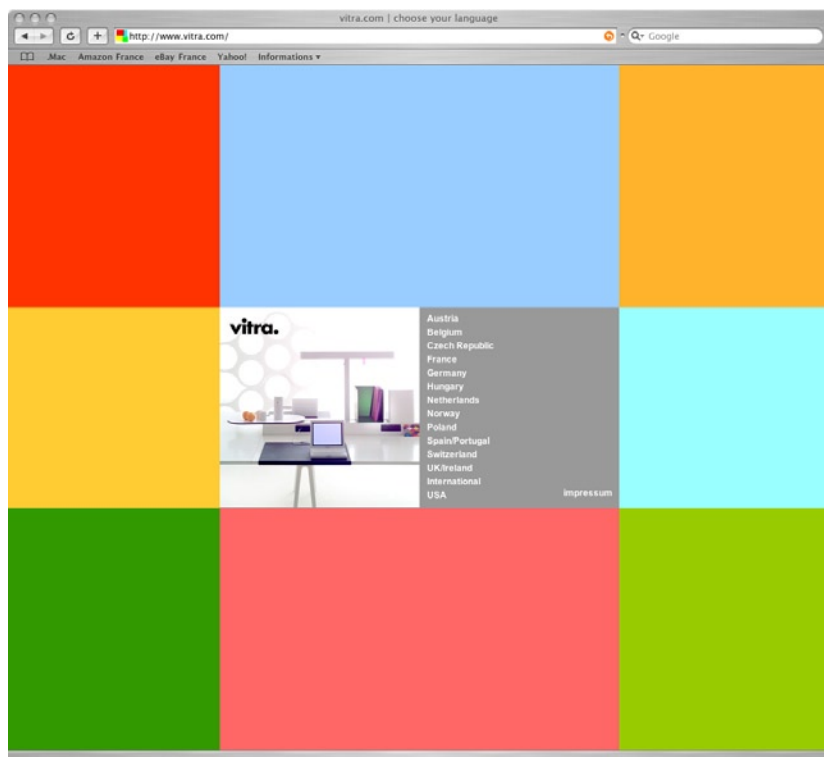 vitra.com | choose your language
http://www.vitra.com/
Google
.Mac Amazon France eBay France Yahoo! Informations
vitra.
Austria
Belgium
Czech Republic
France
Germany
Hungary
Netherlands
Norway
Poland
Spain/Portugal
Switzerland
UK/Ireland
International
USA
impressum